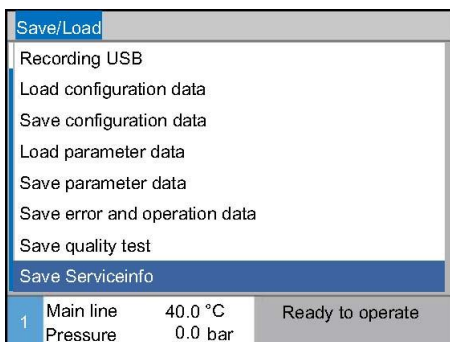 Save/Load
Recording USB
Load configuration data
Save configuration data
Load parameter data
Save parameter data
Save error and operation data
Save quality test
Save Serviceinfo
1 Main line 40.0 °C Ready to operate
Pressure 0.0 bar